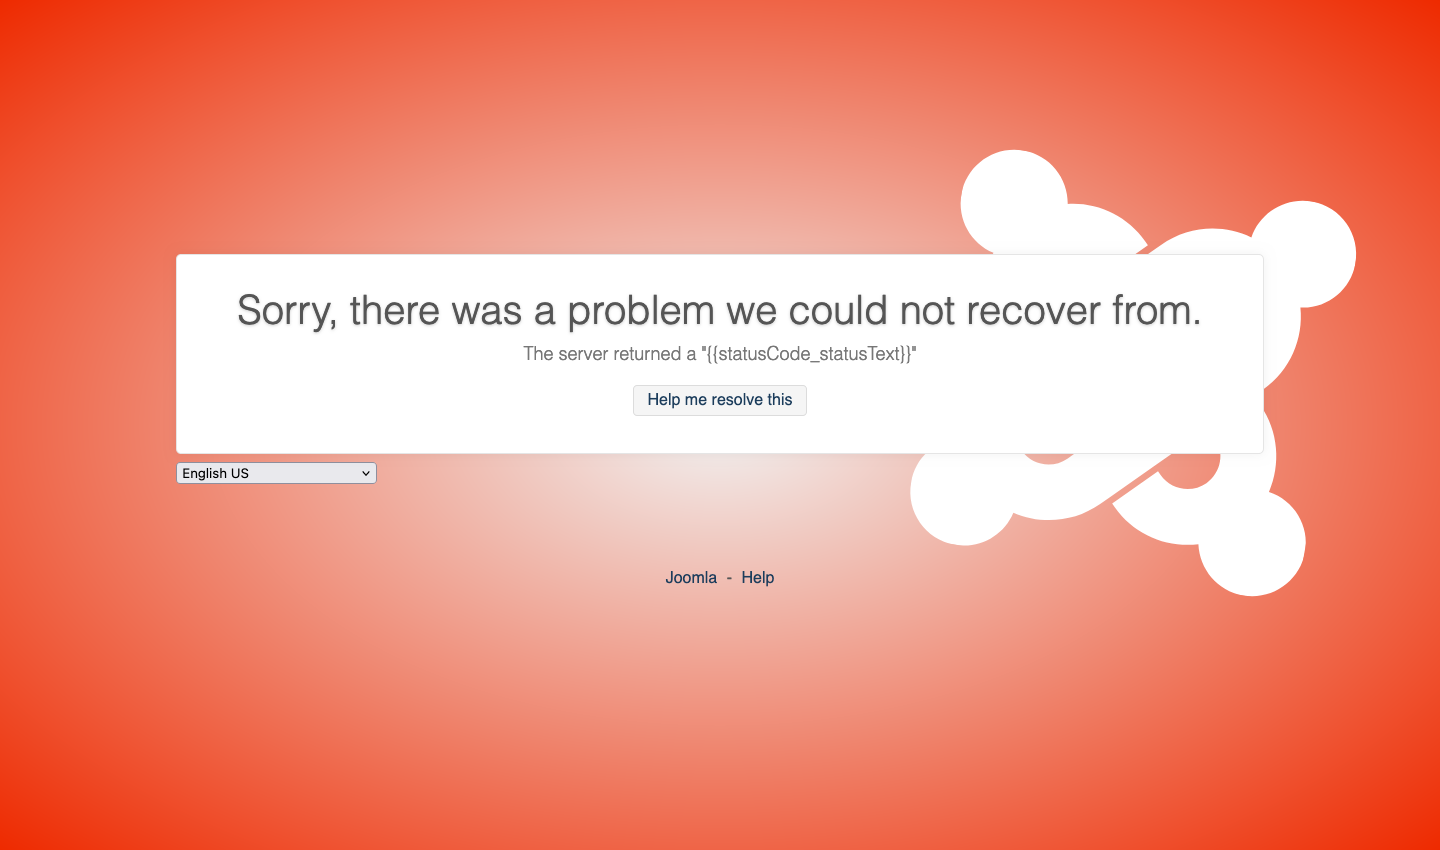 Sorry, there was a problem we could not recover from.
The server returned a "{{statusCode_statusText}}"
Help me resolve this
English US
Joomla - Help